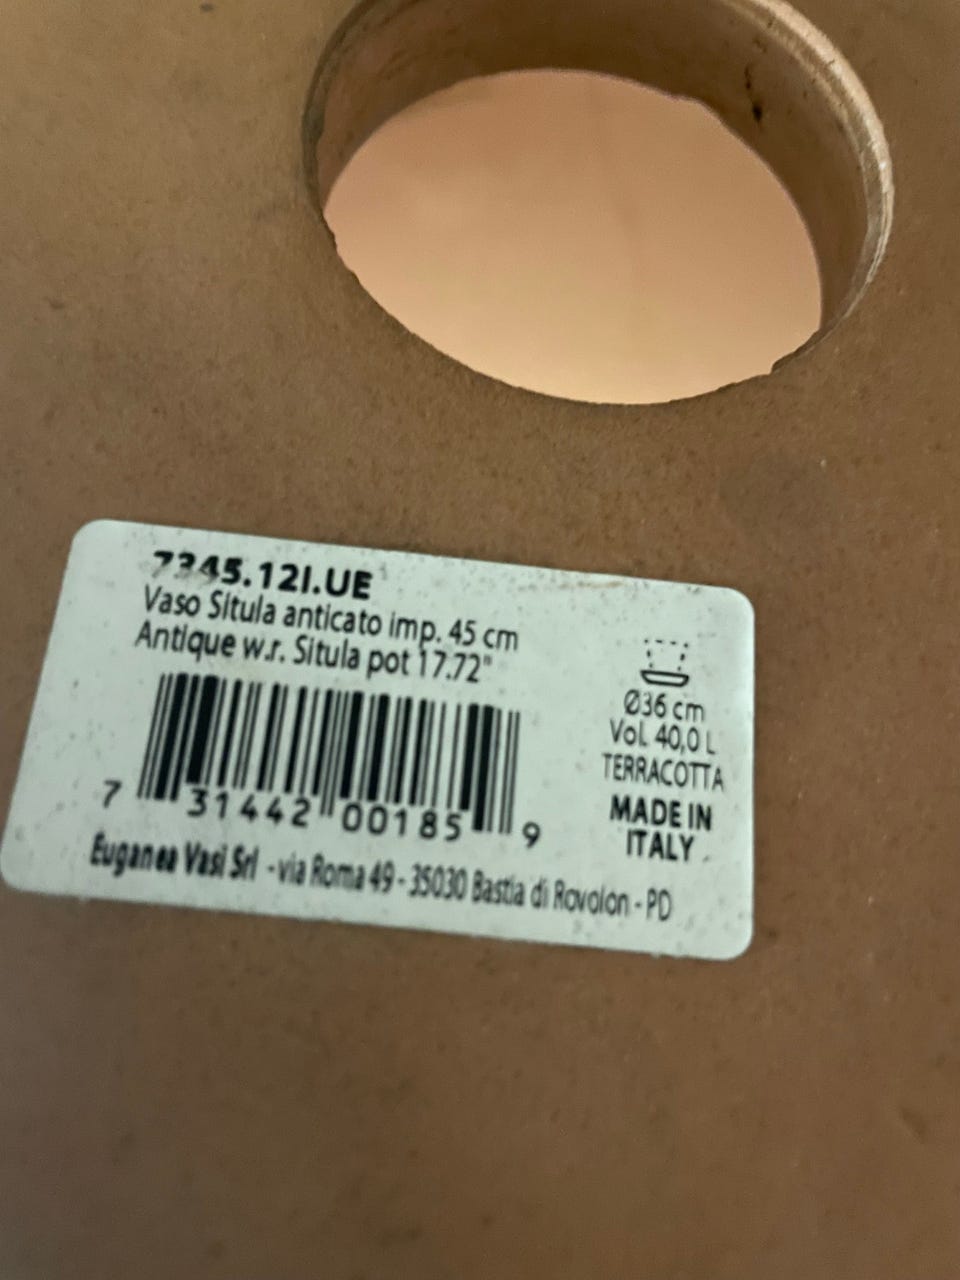 7345.12I.UE
Vaso Situla anticato imp. 45 cm
Antique w.r. Situla pot 17.72"
7 31442 00185 9
Ø36 cm
Vol. 40,0 L
TERRACOTTA
MADE IN
ITALY
Euganea Vasi Srl - via Roma 49 - 35030 Bastia di Rovolon - PD